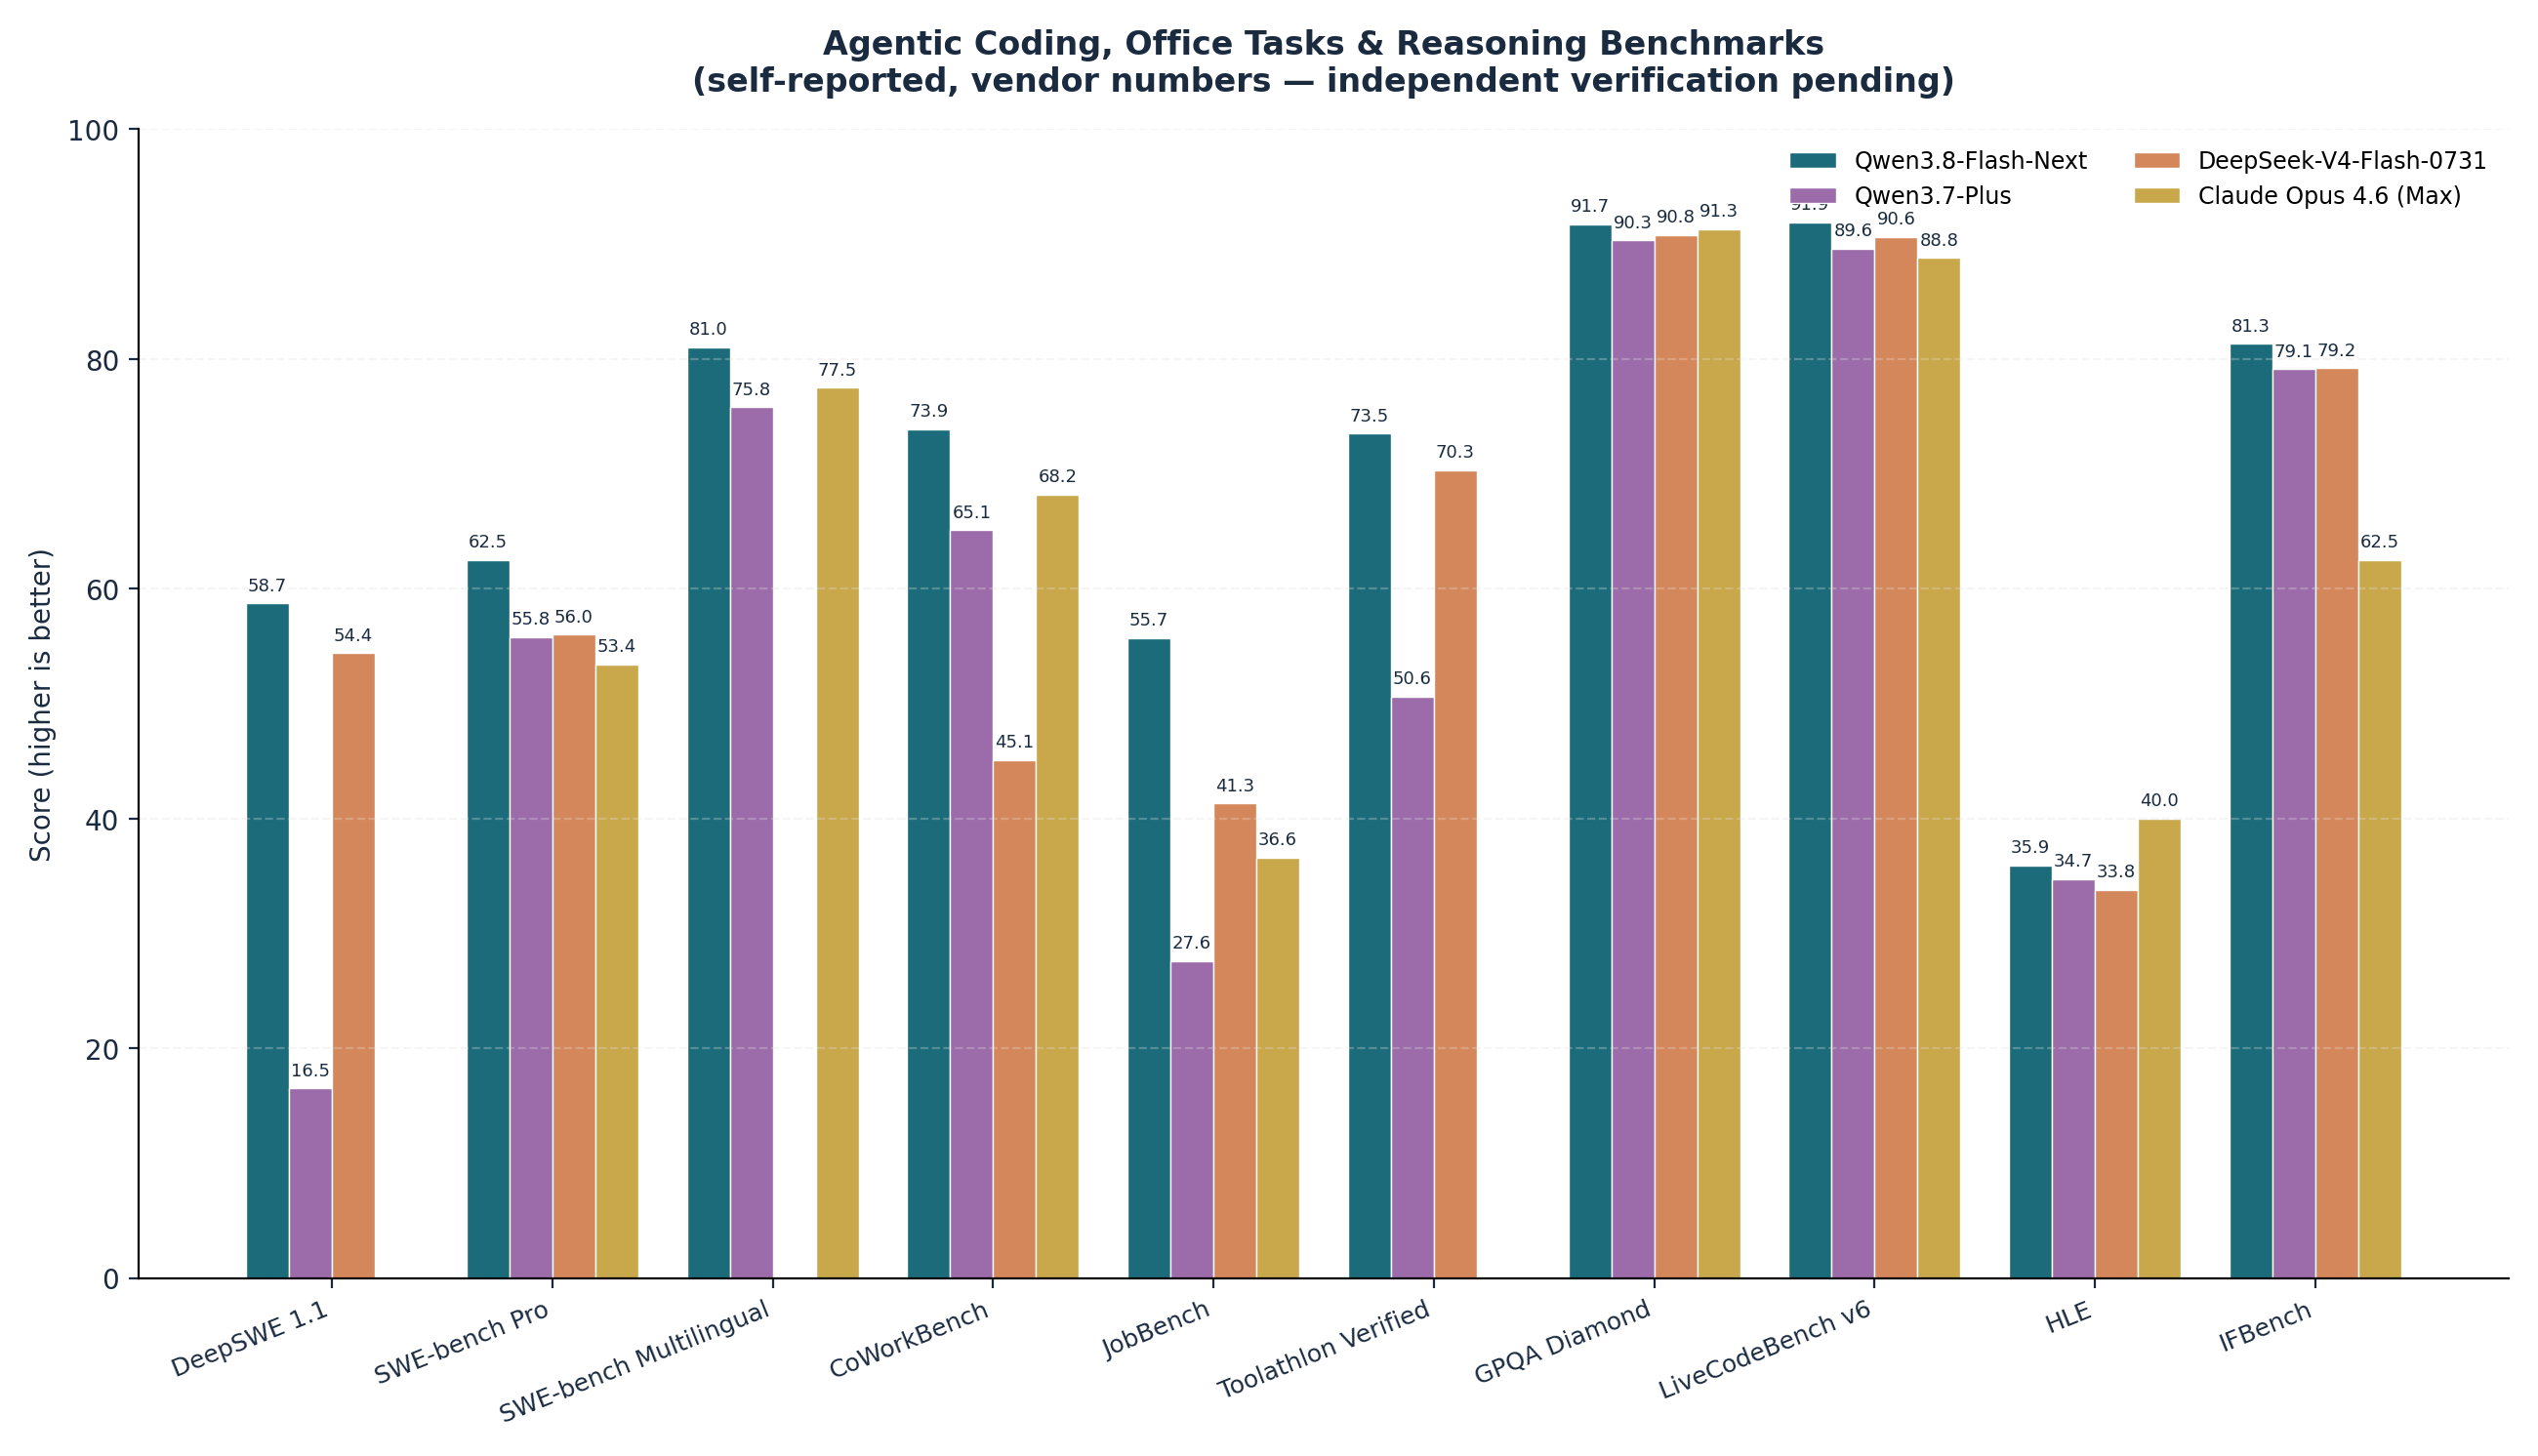 Agentic Coding, Office Tasks & Reasoning Benchmarks
(self-reported, vendor numbers — independent verification pending)
Score (higher is better)
100
80
60
40
20
0
Qwen3.8-Flash-Next
Qwen3.7-Plus
DeepSeek-V4-Flash-0731
Claude Opus 4.6 (Max)
58.7 16.5 54.4
62.5 55.8 56.0 53.4
81.0 75.8 77.5
73.9 65.1 45.1 68.2
55.7 27.6 41.3 36.6
73.5 50.6 70.3
91.7 90.3 90.8 91.3
91.9 89.6 90.6 88.8
35.9 34.7 33.8 40.0
81.3 79.1 79.2 62.5
DeepSWE 1.1
SWE-bench Pro
SWE-bench Multilingual
CoWorkBench
JobBench
Toolathlon Verified
GPQA Diamond
LiveCodeBench v6
HLE
IFBench